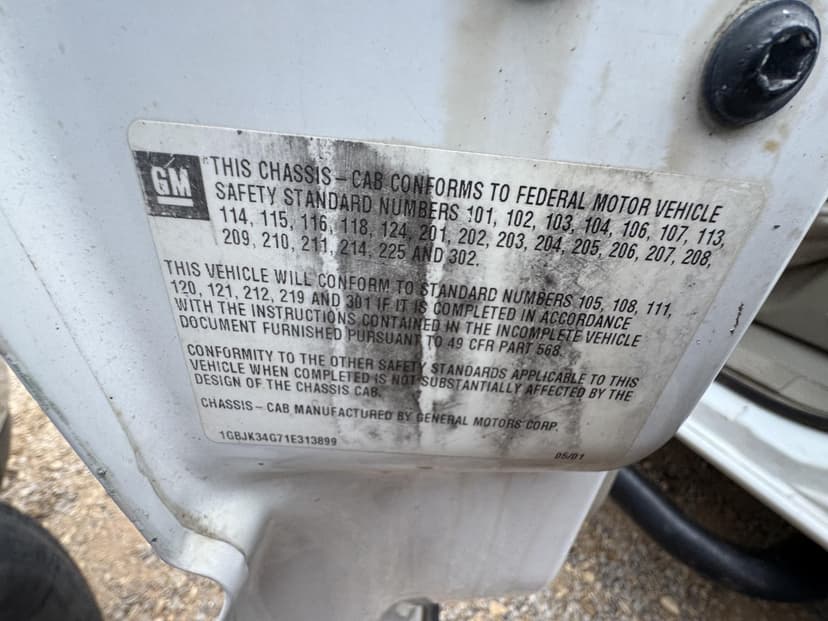 GM
"THIS CHASSIS - CAB CONFORMS TO FEDERAL MOTOR VEHICLE
SAFETY STANDARD NUMBERS 101, 102, 103, 104, 106, 107, 113,
114, 115, 116, 118, 124, 201, 202, 203, 204, 205, 206, 207, 208,
209, 210, 211, 214, 225 AND 302.
THIS VEHICLE WILL CONFORM TO STANDARD NUMBERS 105, 108, 111,
120, 121, 212, 219 AND 301 IF IT IS COMPLETED IN ACCORDANCE
WITH THE INSTRUCTIONS CONTAINED IN THE INCOMPLETE VEHICLE
DOCUMENT FURNISHED PURSUANT TO 49 CFR PART 568.
CONFORMITY TO THE OTHER SAFETY STANDARDS APPLICABLE TO THIS
VEHICLE WHEN COMPLETED IS NOT SUBSTANTIALLY AFFECTED BY THE
DESIGN OF THE CHASSIS CAB.
CHASSIS - CAB MANUFACTURED BY GENERAL MOTORS CORP.
1GBJK34G71E313899
05/01